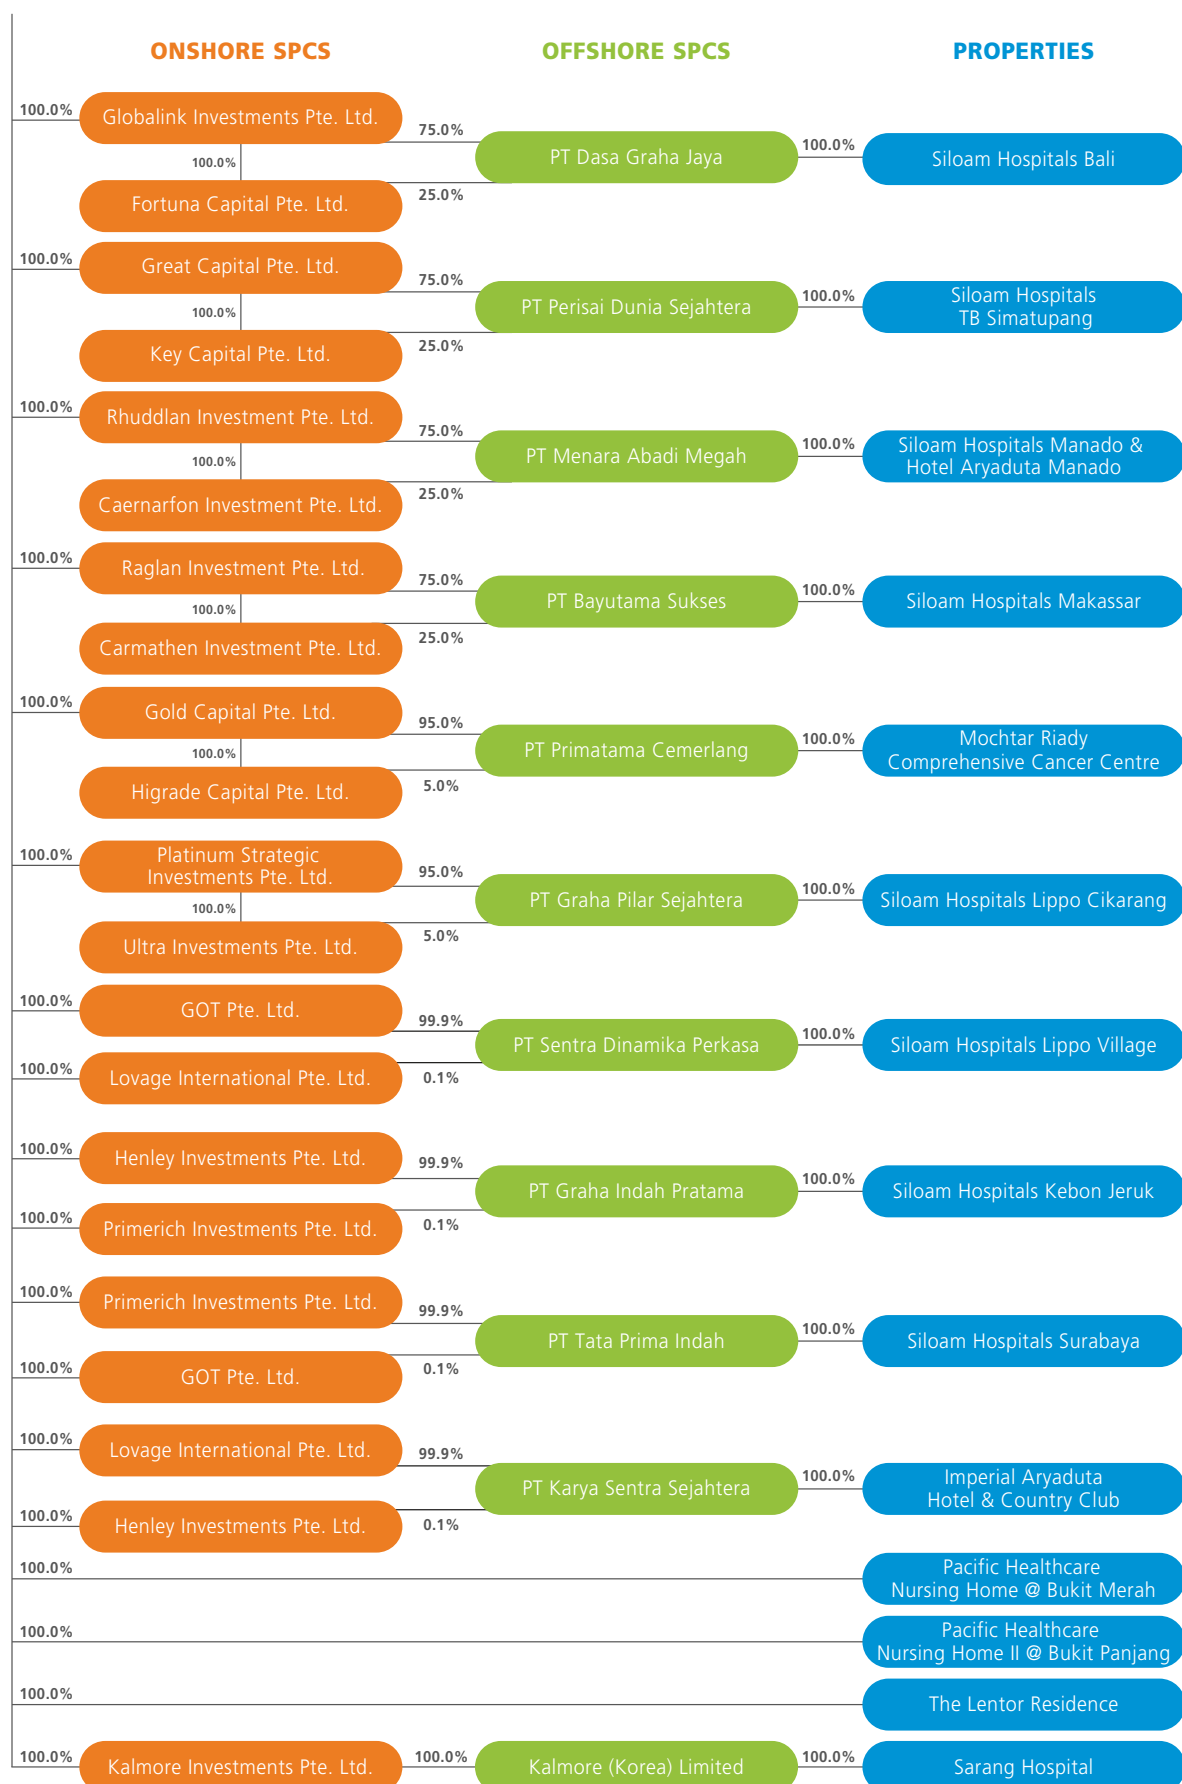 ONSHORE SPCS
OFFSHORE SPCS
PROPERTIES
100.0%
Globalink Investments Pte. Ltd.
75.0%
100.0%
Fortuna Capital Pte. Ltd.
25.0%
PT Dasa Graha Jaya
100.0%
Siloam Hospitals Bali
100.0%
Great Capital Pte. Ltd.
75.0%
100.0%
Key Capital Pte. Ltd.
25.0%
PT Perisai Dunia Sejahtera
100.0%
Siloam Hospitals
TB Simatupang
100.0%
Rhuddlan Investment Pte. Ltd.
75.0%
100.0%
Caernarfon Investment Pte. Ltd.
25.0%
PT Menara Abadi Megah
100.0%
Siloam Hospitals Manado &
Hotel Aryaduta Manado
100.0%
Raglan Investment Pte. Ltd.
75.0%
100.0%
Carmathen Investment Pte. Ltd.
25.0%
PT Bayutama Sukses
100.0%
Siloam Hospitals Makassar
100.0%
Gold Capital Pte. Ltd.
95.0%
100.0%
Higrade Capital Pte. Ltd.
5.0%
PT Primatama Cemerlang
100.0%
Mochtar Riady
Comprehensive Cancer Centre
100.0%
Platinum Strategic
Investments Pte. Ltd.
95.0%
100.0%
Ultra Investments Pte. Ltd.
5.0%
PT Graha Pilar Sejahtera
100.0%
Siloam Hospitals Lippo Cikarang
100.0%
GOT Pte. Ltd.
99.9%
100.0%
Lovage International Pte. Ltd.
0.1%
PT Sentra Dinamika Perkasa
100.0%
Siloam Hospitals Lippo Village
100.0%
Henley Investments Pte. Ltd.
99.9%
100.0%
Primerich Investments Pte. Ltd.
0.1%
PT Graha Indah Pratama
100.0%
Siloam Hospitals Kebon Jeruk
100.0%
Primerich Investments Pte. Ltd.
99.9%
100.0%
GOT Pte. Ltd.
0.1%
PT Tata Prima Indah
100.0%
Siloam Hospitals Surabaya
100.0%
Lovage International Pte. Ltd.
99.9%
100.0%
Henley Investments Pte. Ltd.
0.1%
PT Karya Sentra Sejahtera
100.0%
Imperial Aryaduta
Hotel & Country Club
100.0%
Pacific Healthcare
Nursing Home @ Bukit Merah
100.0%
Pacific Healthcare
Nursing Home II @ Bukit Panjang
100.0%
The Lentor Residence
100.0%
Kalmore Investments Pte. Ltd.
100.0%
Kalmore (Korea) Limited
100.0%
Sarang Hospital